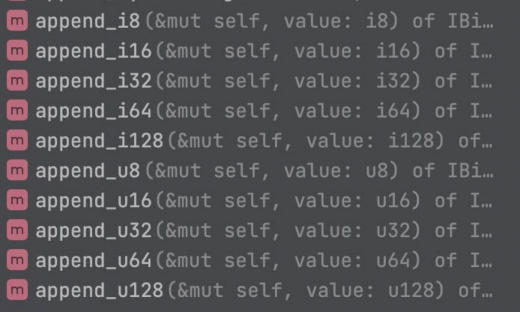 m append_i8(&mut self, value: i8) of IBi…
m append_i16(&mut self, value: i16) of I…
m append_i32(&mut self, value: i32) of I…
m append_i64(&mut self, value: i64) of I…
m append_i128(&mut self, value: i128) of…
m append_u8(&mut self, value: u8) of IBi…
m append_u16(&mut self, value: u16) of I…
m append_u32(&mut self, value: u32) of I…
m append_u64(&mut self, value: u64) of I…
m append_u128(&mut self, value: u128) of…